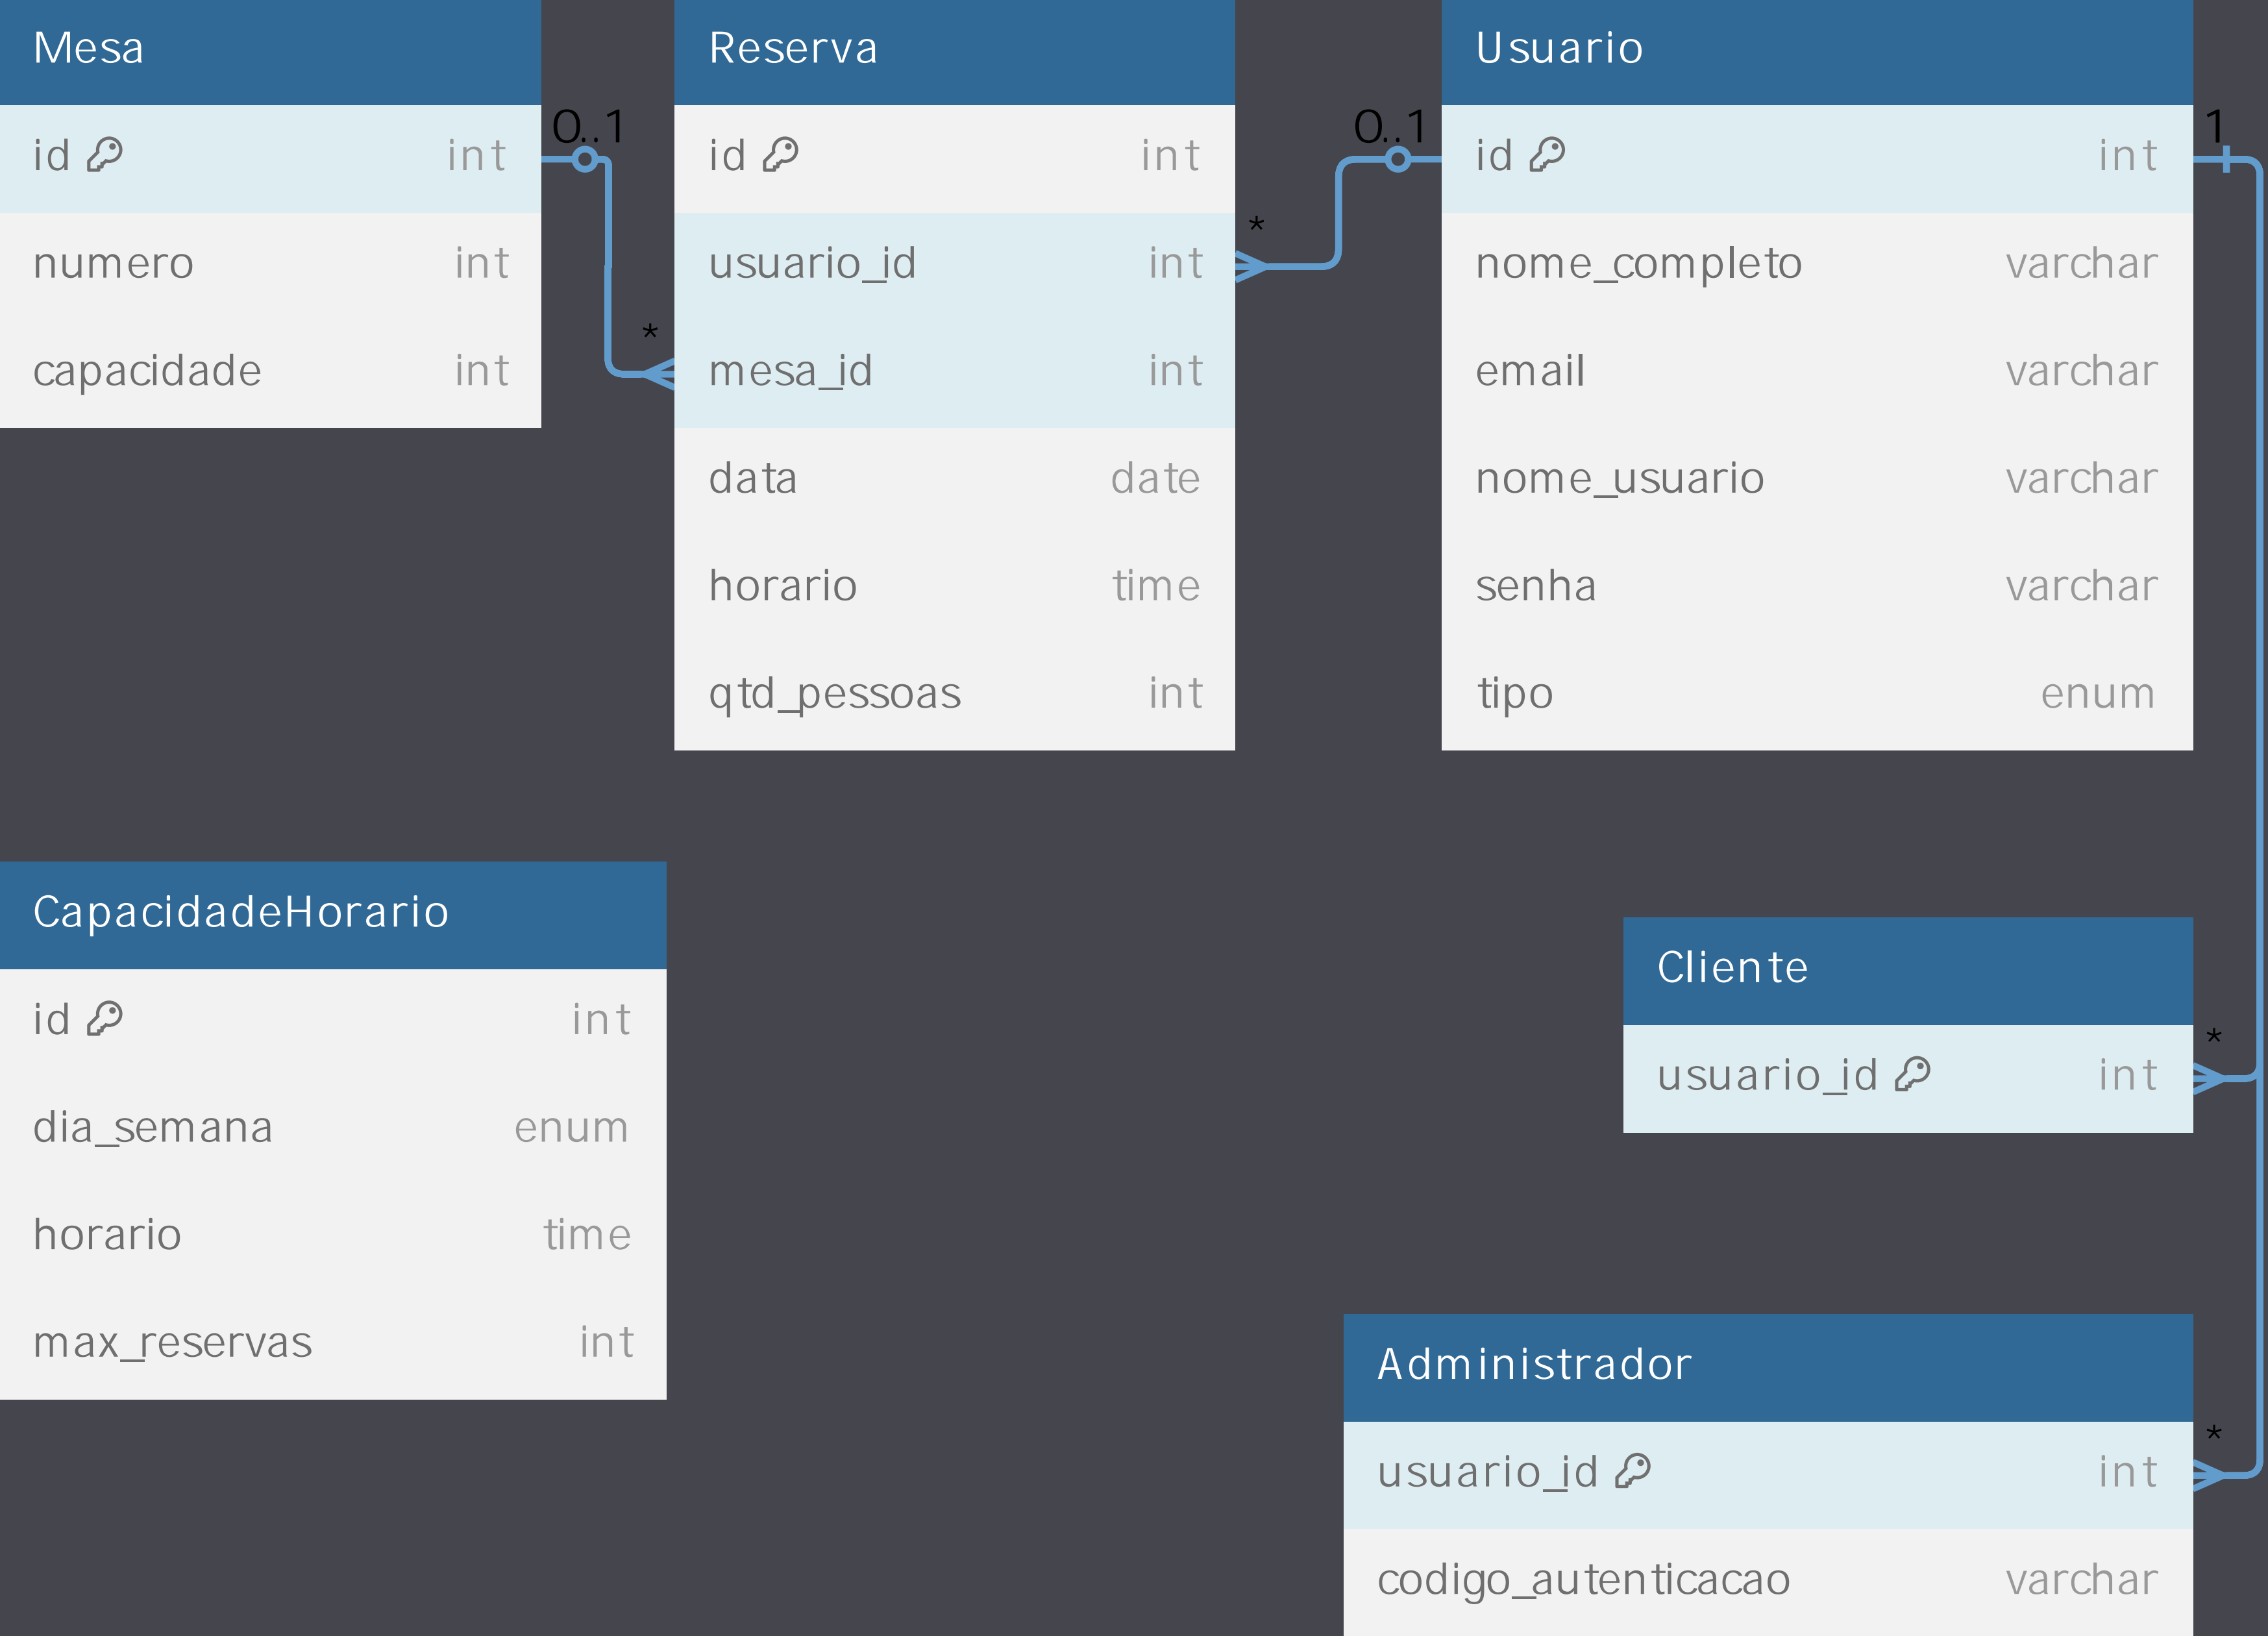 Mesa
id int
numero int
capacidade int
0..1
*
Reserva
id int
usuario_id int
mesa_id int
data date
horario time
qtd_pessoas int
*
0..1
Usuario
id int
nome_completo varchar
email varchar
nome_usuario varchar
senha varchar
tipo enum
1
CapacidadeHorario
id int
dia_semana enum
horario time
max_reservas int
Cliente
usuario_id int
*
Administrador
usuario_id int
*
codigo_autenticacao varchar